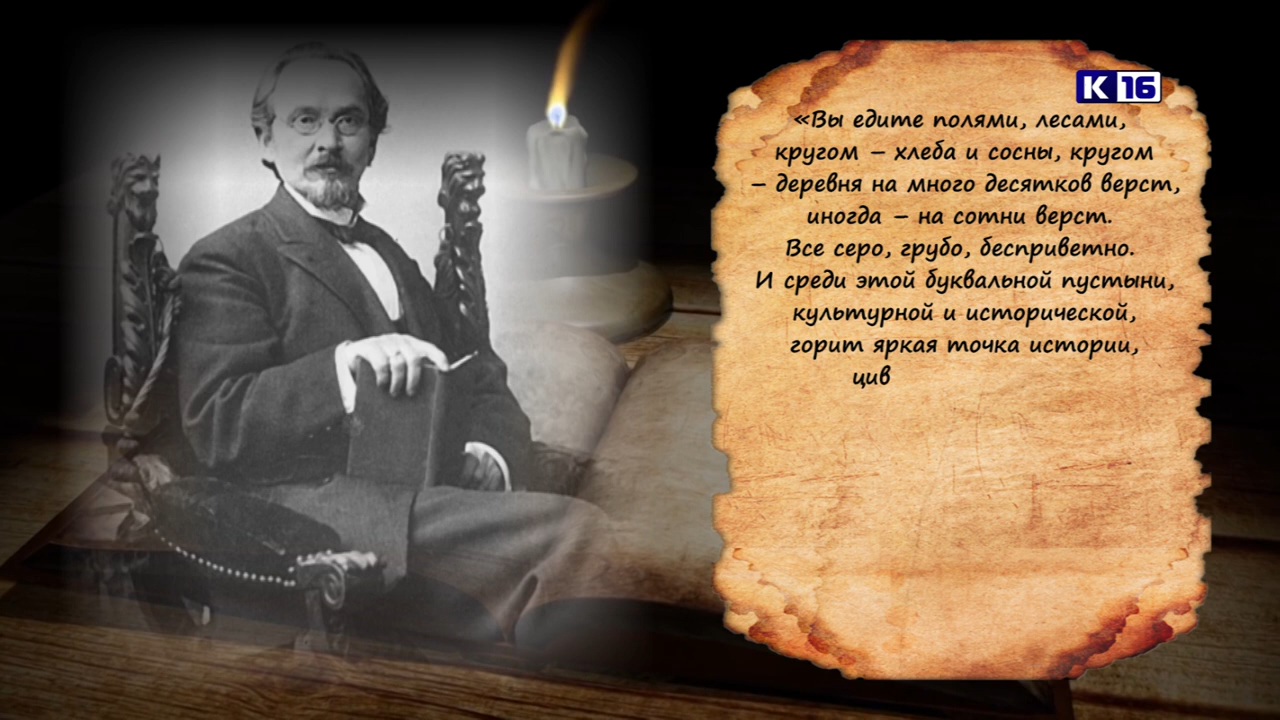 К 16
«Вы едите полями, лесами,
кругом – хлеба и сосны, кругом
– деревня на много десятков верст,
иногда – на сотни верст.
Все серо, грубо, бесприветно.
И среди этой буквальной пустыни,
культурной и исторической,
горит яркая точка истории,
цив